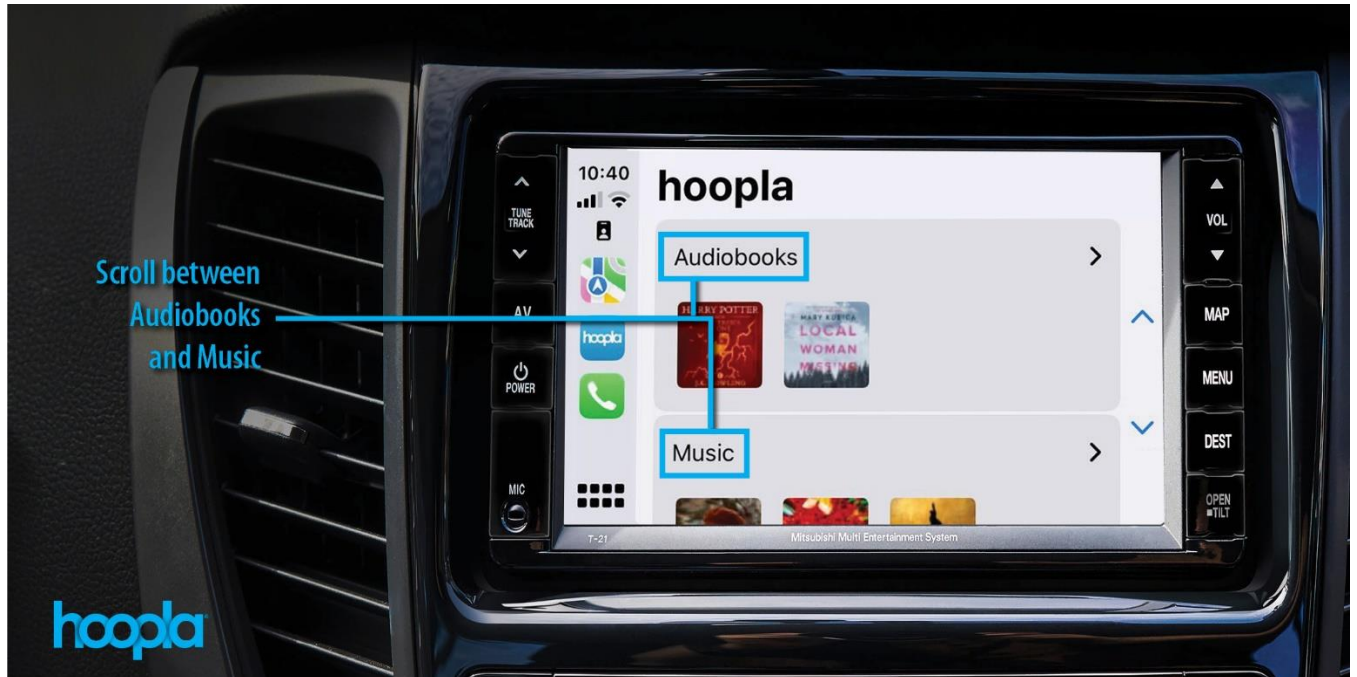 Scroll between
Audiobooks
and Music
hoopla
TUNE
TRACK
AV
POWER
MIC
10:40
hoopla
hoopla
Audiobooks
HARRY POTTER
J.K. ROWLING
MARY KUBICA
LOCAL
WOMAN
MISSING
Music
VOL
MAP
MENU
DEST
OPEN
TILT
T-21
Mitsubishi Multi Entertainment System